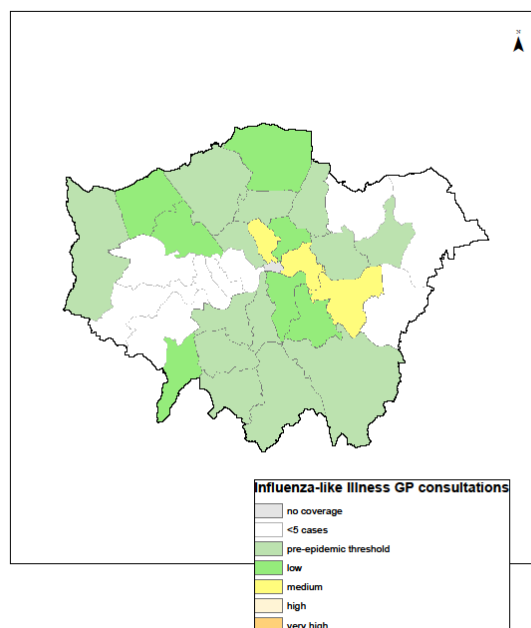 N
Influenza-like Illness GP consultations
no coverage
<5 cases
pre-epidemic threshold
low
medium
high
very high